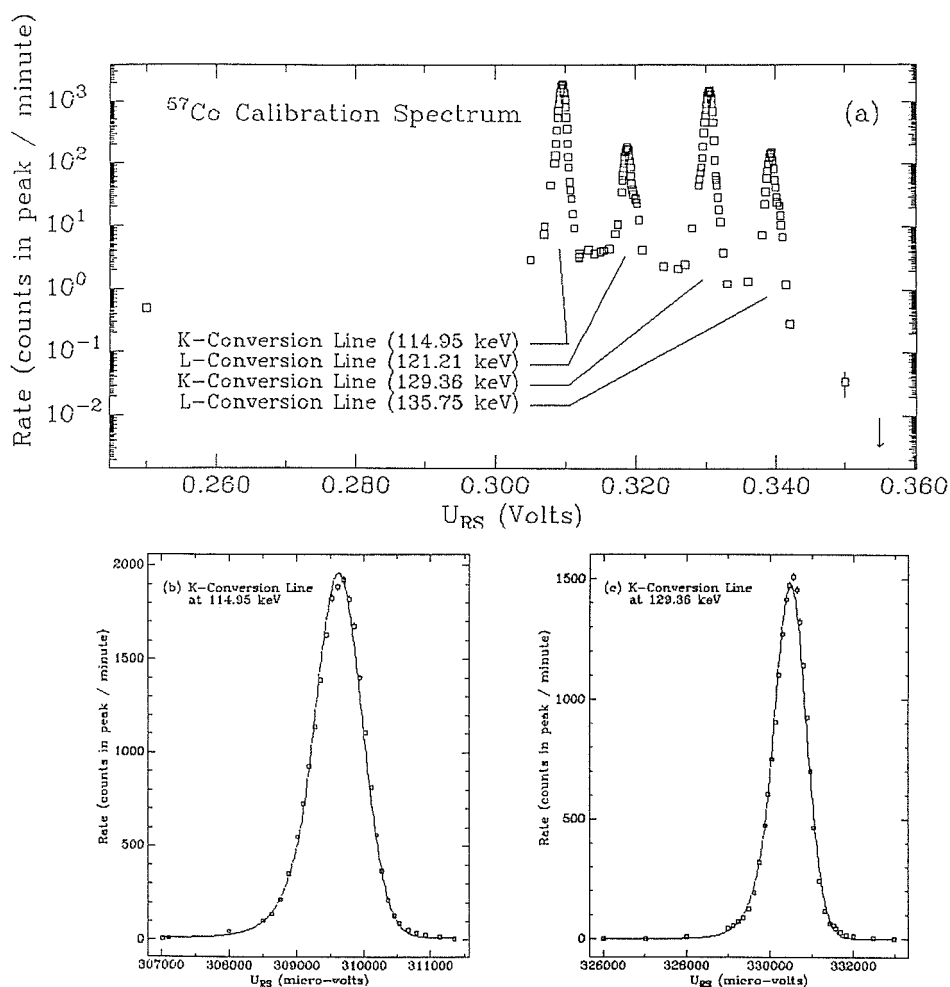 ⁵⁷Co Calibration Spectrum
(a)
Rate (counts in peak / minute)
10³
10²
10¹
10⁰
10⁻¹
10⁻²
K-Conversion Line (114.95 keV)
L-Conversion Line (121.21 keV)
K-Conversion Line (129.36 keV)
L-Conversion Line (135.75 keV)
0.260 0.280 0.300 0.320 0.340 0.360
U_RS (Volts)
(b) K-Conversion Line
at 114.95 keV
Rate (counts in peak / minute)
2000
1500
1000
500
0
307000 308000 309000 310000 311000
U_RS (micro-volts)
(c) K-Conversion Line
at 129.36 keV
Rate (counts in peak / minute)
1500
1000
500
0
326000 328000 330000 332000
U_RS (micro-volts)